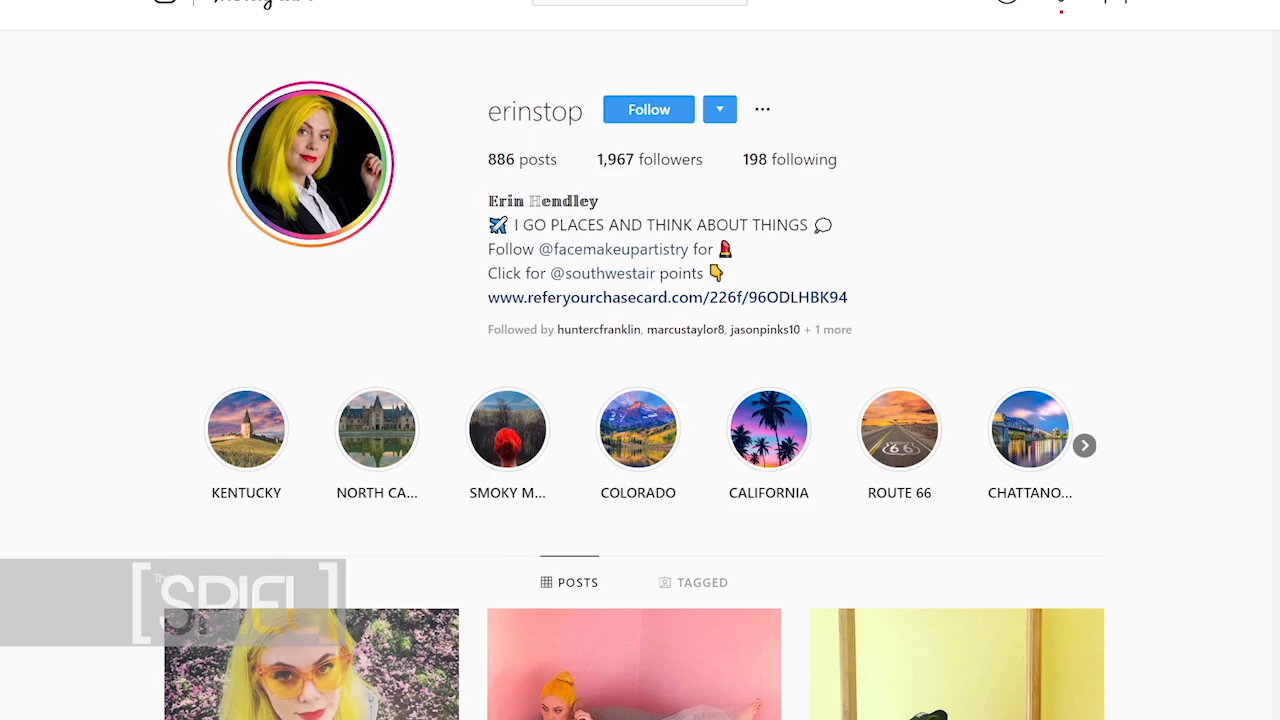 erinstop Follow
886 posts 1,967 followers 198 following
𝔼𝕣𝕚𝕟 ℍ𝕖𝕟𝕕𝕝𝕖𝕪
✈️ I GO PLACES AND THINK ABOUT THINGS 💭
Follow @facemakeupartistry for 💄
Click for @southwestair points 👇
www.referyourchasecard.com/226f/96ODLHBK94
Followed by huntercfranklin, marcustaylor8, jasonpinks10 + 1 more
KENTUCKY NORTH CA... SMOKY M... COLORADO CALIFORNIA ROUTE 66 CHATTANO...
POSTS TAGGED
[The SPIEL]